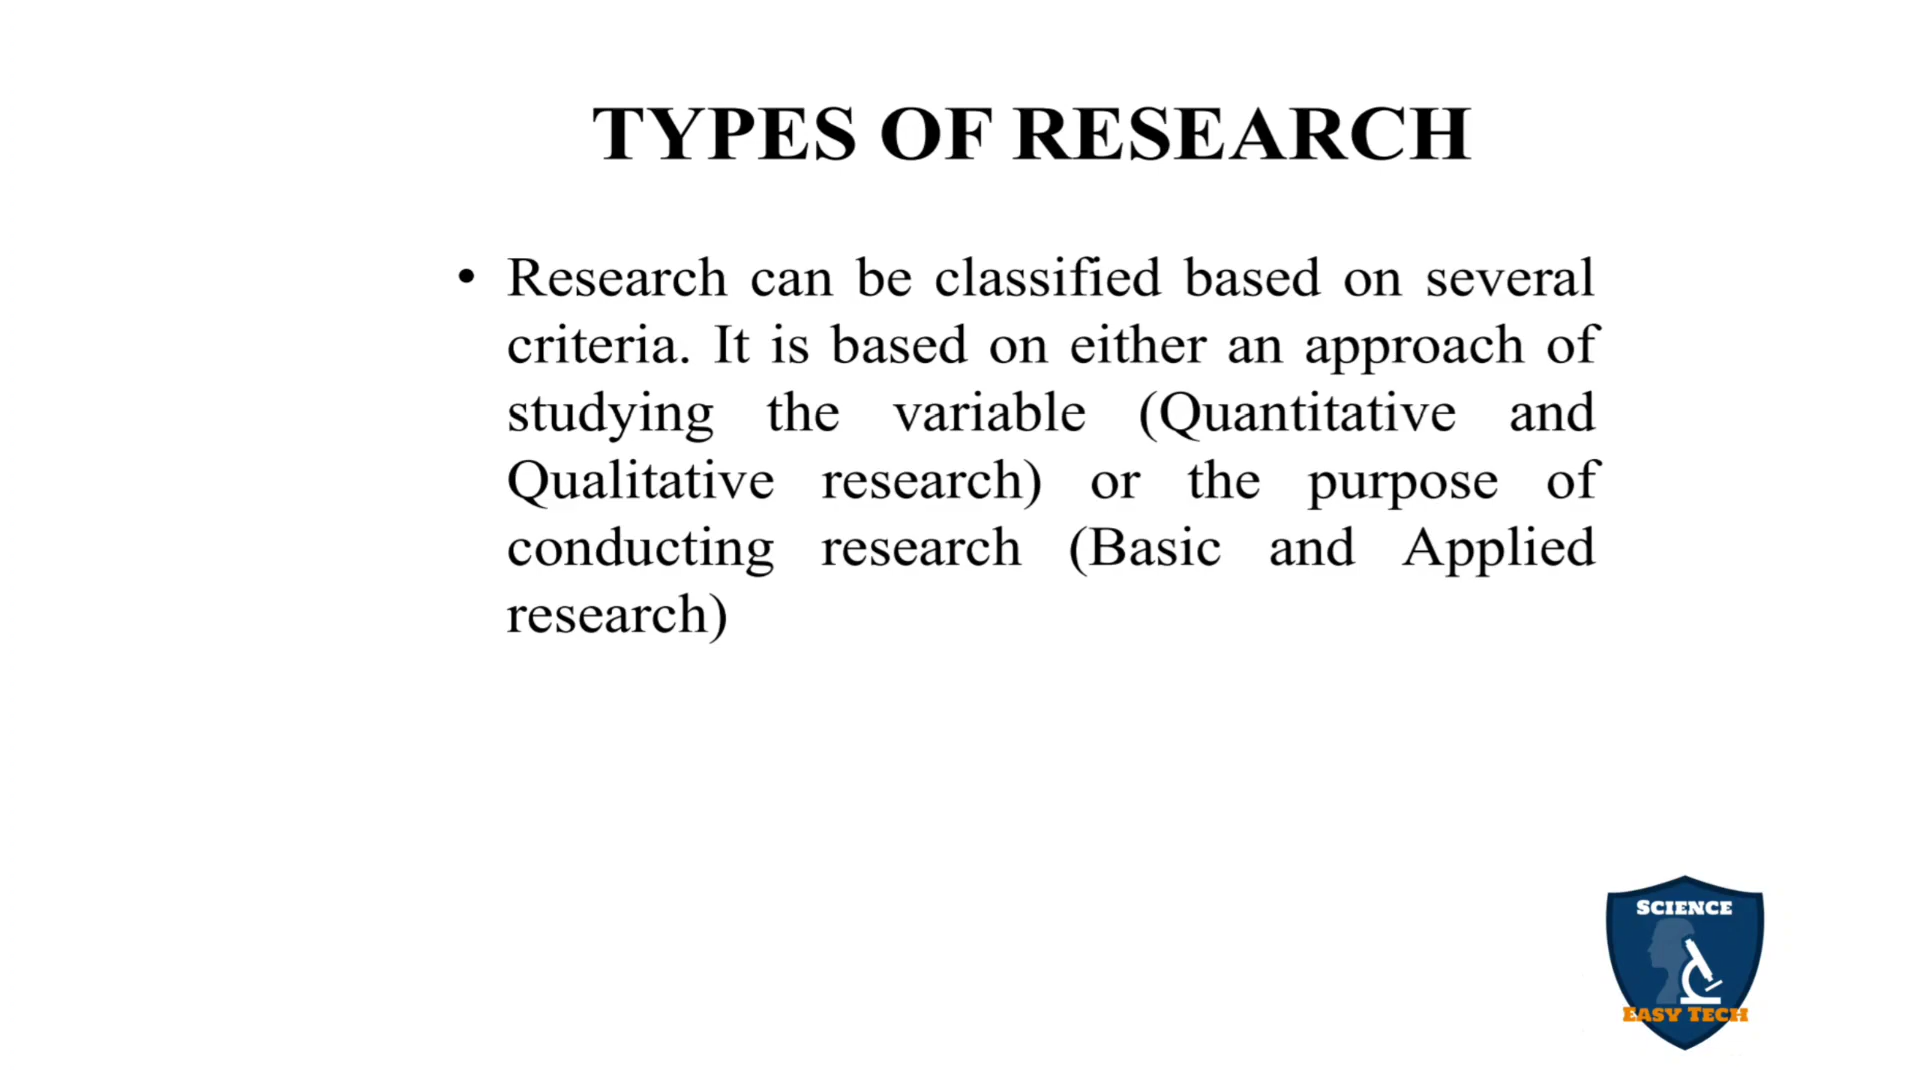 TYPES OF RESEARCH
• Research can be classified based on several
criteria. It is based on either an approach of
studying the variable (Quantitative and
Qualitative research) or the purpose of
conducting research (Basic and Applied
research)
SCIENCE
EASY TECH